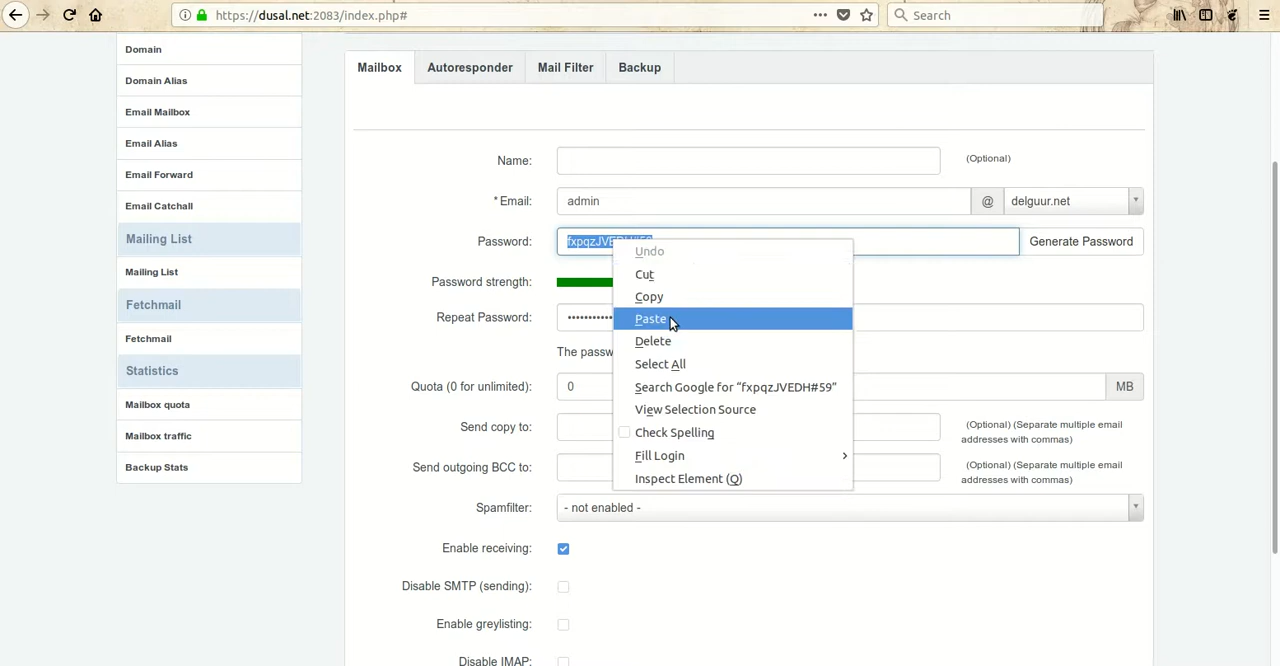 https://dusal.net:2083/index.php#
Search
Domain
Domain Alias
Email Mailbox
Email Alias
Email Forward
Email Catchall
Mailing List
Mailing List
Fetchmail
Fetchmail
Statistics
Mailbox quota
Mailbox traffic
Backup Stats
Mailbox Autoresponder Mail Filter Backup
Name: (Optional)
* Email: admin @ delguur.net
Password: fxpqzJVEDH#59 Generate Password
Password strength:
Repeat Password: ••••••••••••
The passw
Quota (0 for unlimited): 0 MB
Send copy to: (Optional) (Separate multiple email
addresses with commas)
Send outgoing BCC to: (Optional) (Separate multiple email
addresses with commas)
Spamfilter: - not enabled -
Enable receiving:
Disable SMTP (sending):
Enable greylisting:
Disable IMAP:
Undo
Cut
Copy
Paste
Delete
Select All
Search Google for “fxpqzJVEDH#59”
View Selection Source
Check Spelling
Fill Login
Inspect Element (Q)